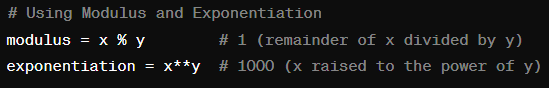 # Using Modulus and Exponentiation
modulus = x % y        # 1 (remainder of x divided by y)
exponentiation = x**y  # 1000 (x raised to the power of y)